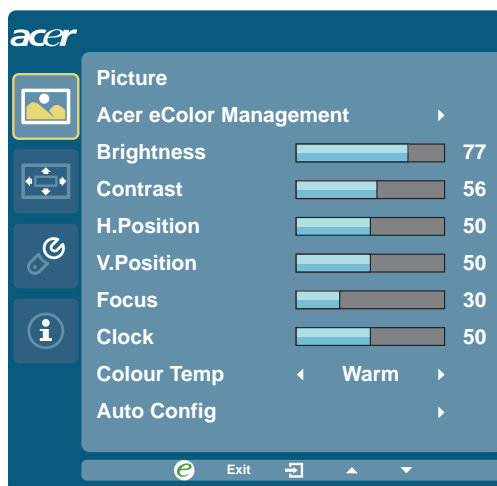 acer
Picture
Acer eColor Management
Brightness 77
Contrast 56
H.Position 50
V.Position 50
Focus 30
Clock 50
Colour Temp Warm
Auto Config
e Exit